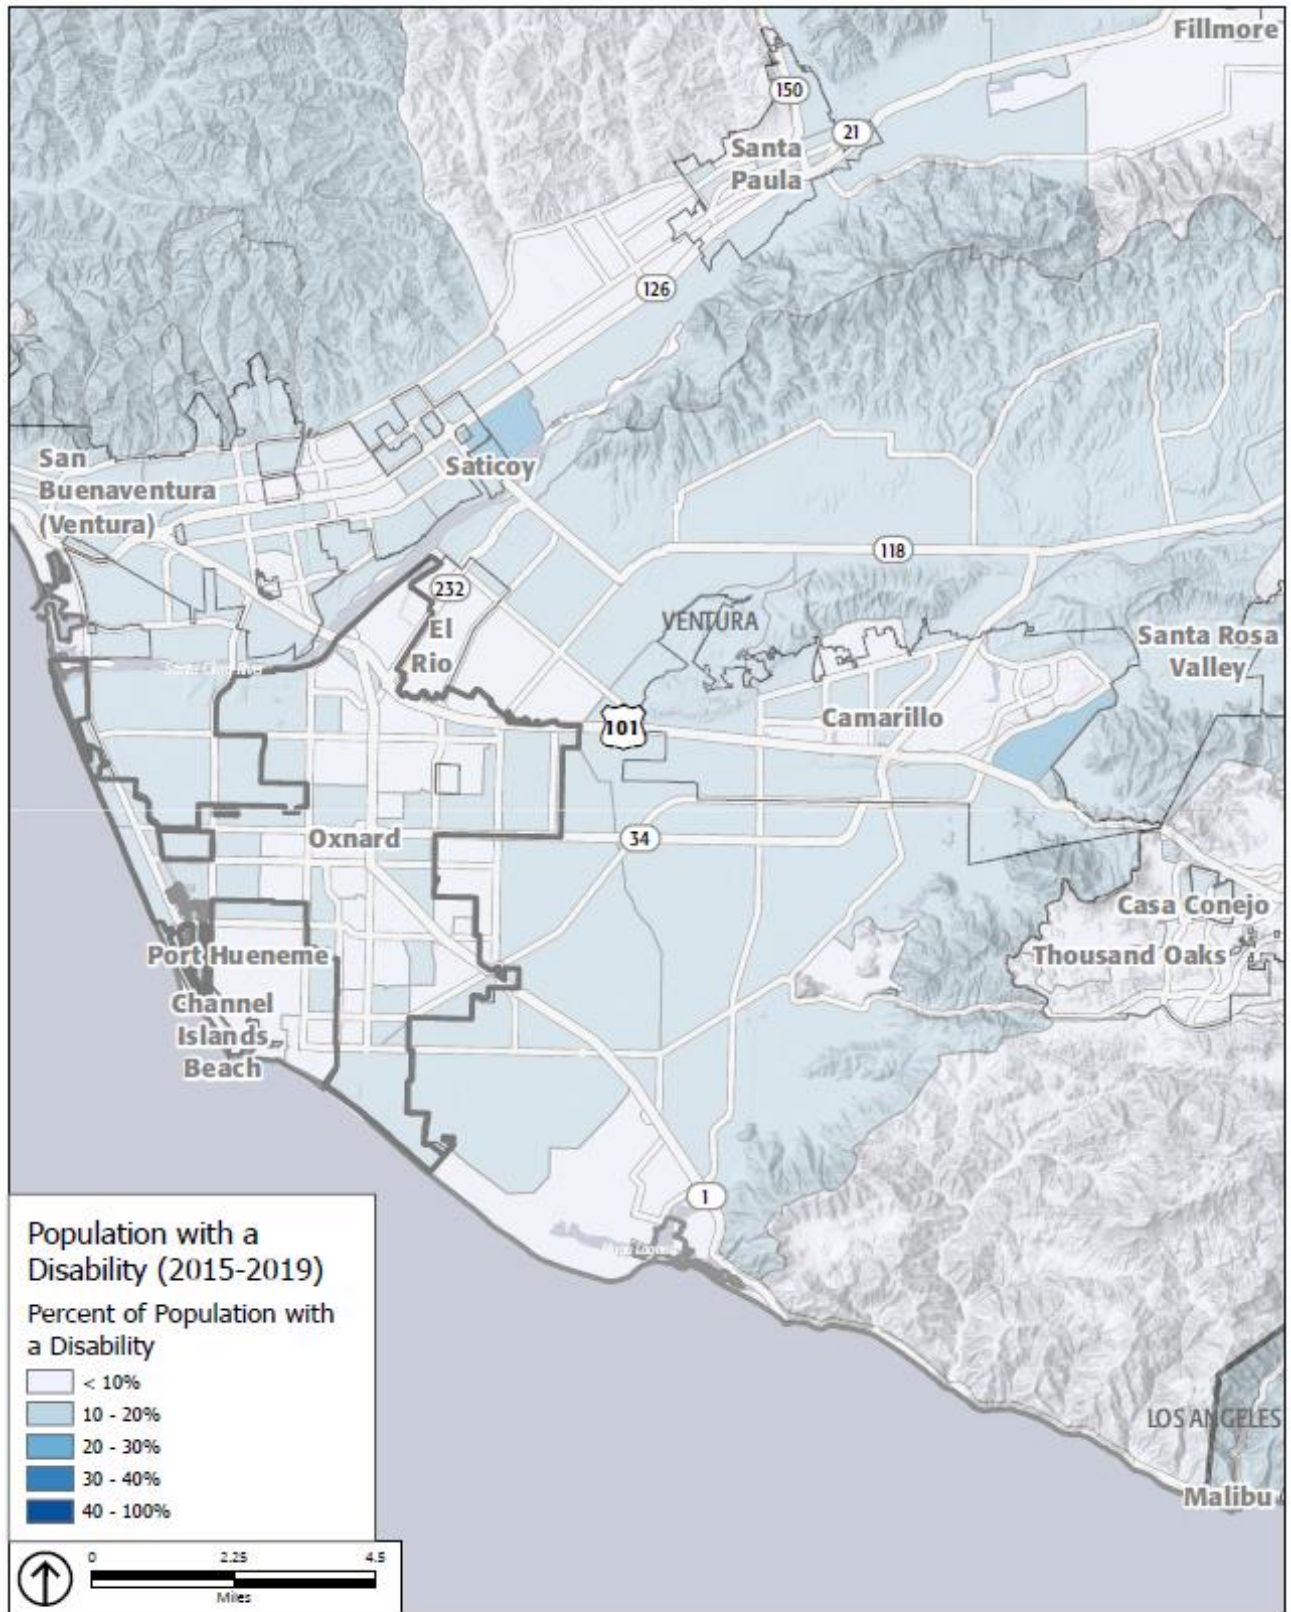 Fillmore
150
21
Santa
Paula
126
San
Buenaventura
(Ventura)
Saticoy
118
232
El
Rio
VENTURA
Santa Rosa
Valley
Santa Clara River
101
Camarillo
Oxnard
34
Casa Conejo
Port Hueneme
Thousand Oaks
Channel
Islands
Beach
1
Population with a
Disability (2015-2019)
Percent of Population with
a Disability
< 10%
10 - 20%
20 - 30%
30 - 40%
40 - 100%
LOS ANGELES
Malibu
0 2.25 4.5
Miles